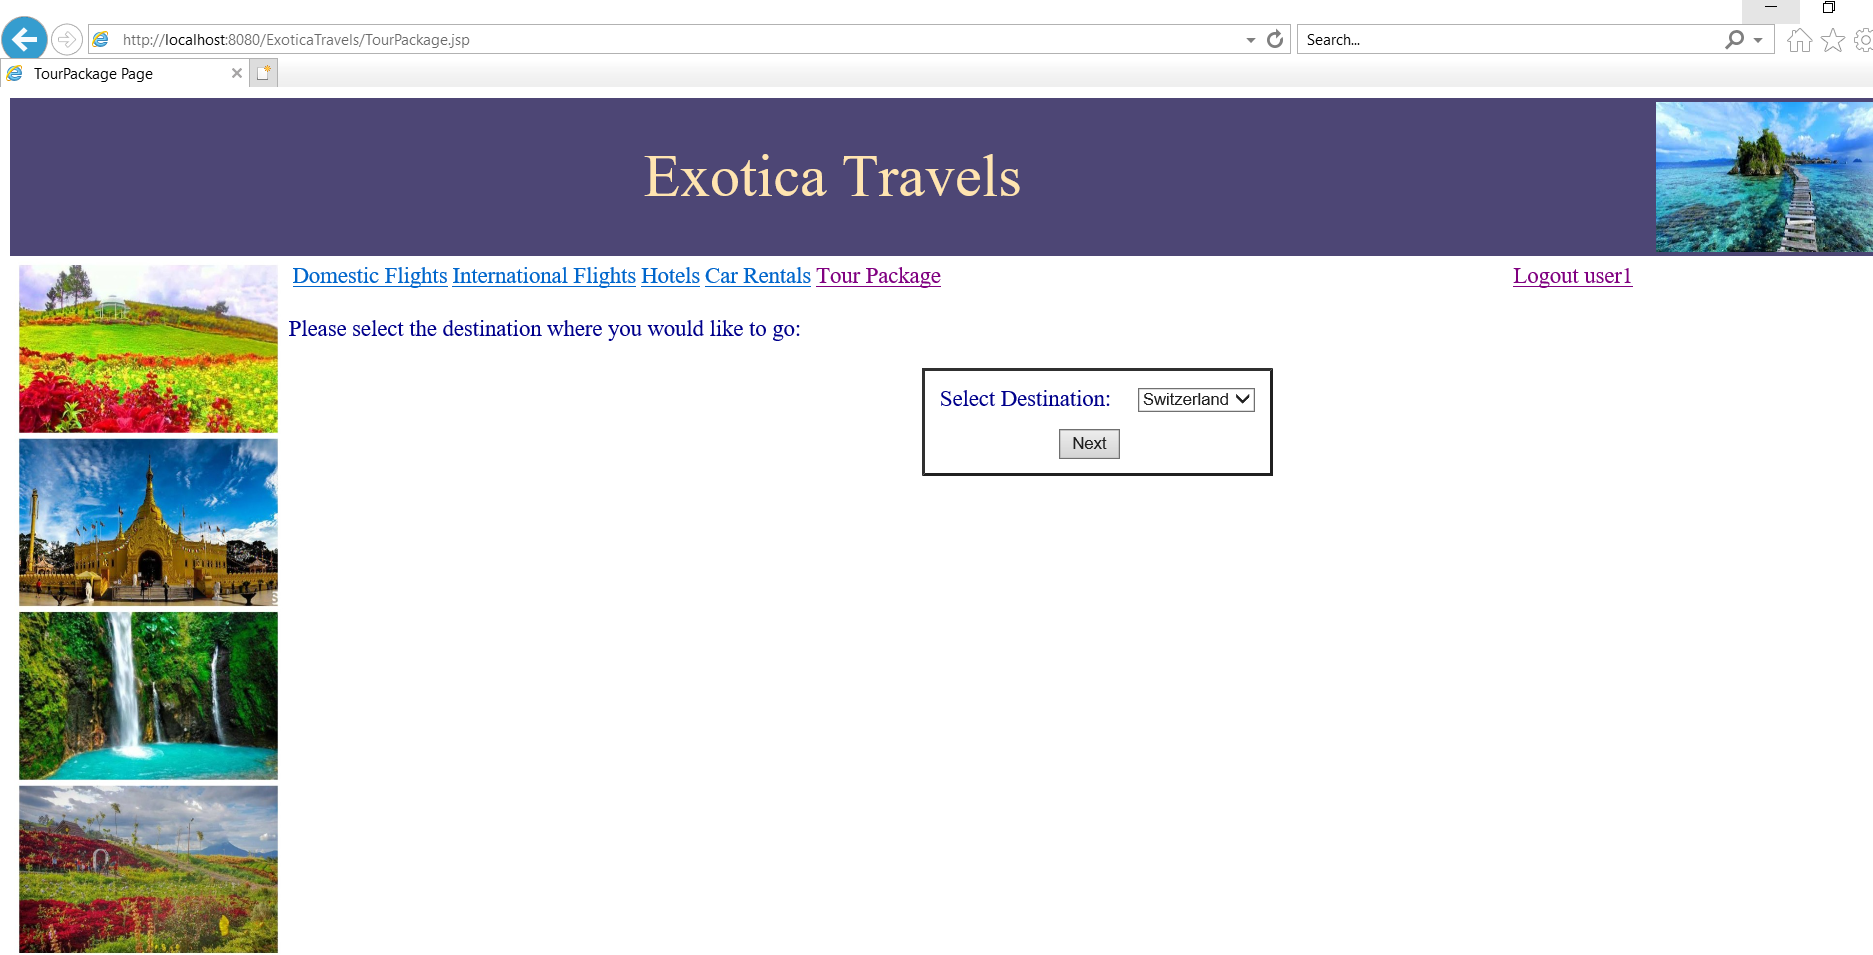 http://localhost:8080/ExoticaTravels/TourPackage.jsp
Search...
TourPackage Page
Exotica Travels
Domestic Flights International Flights Hotels Car Rentals Tour Package
Logout user1
Please select the destination where you would like to go:
Select Destination: Switzerland
Next